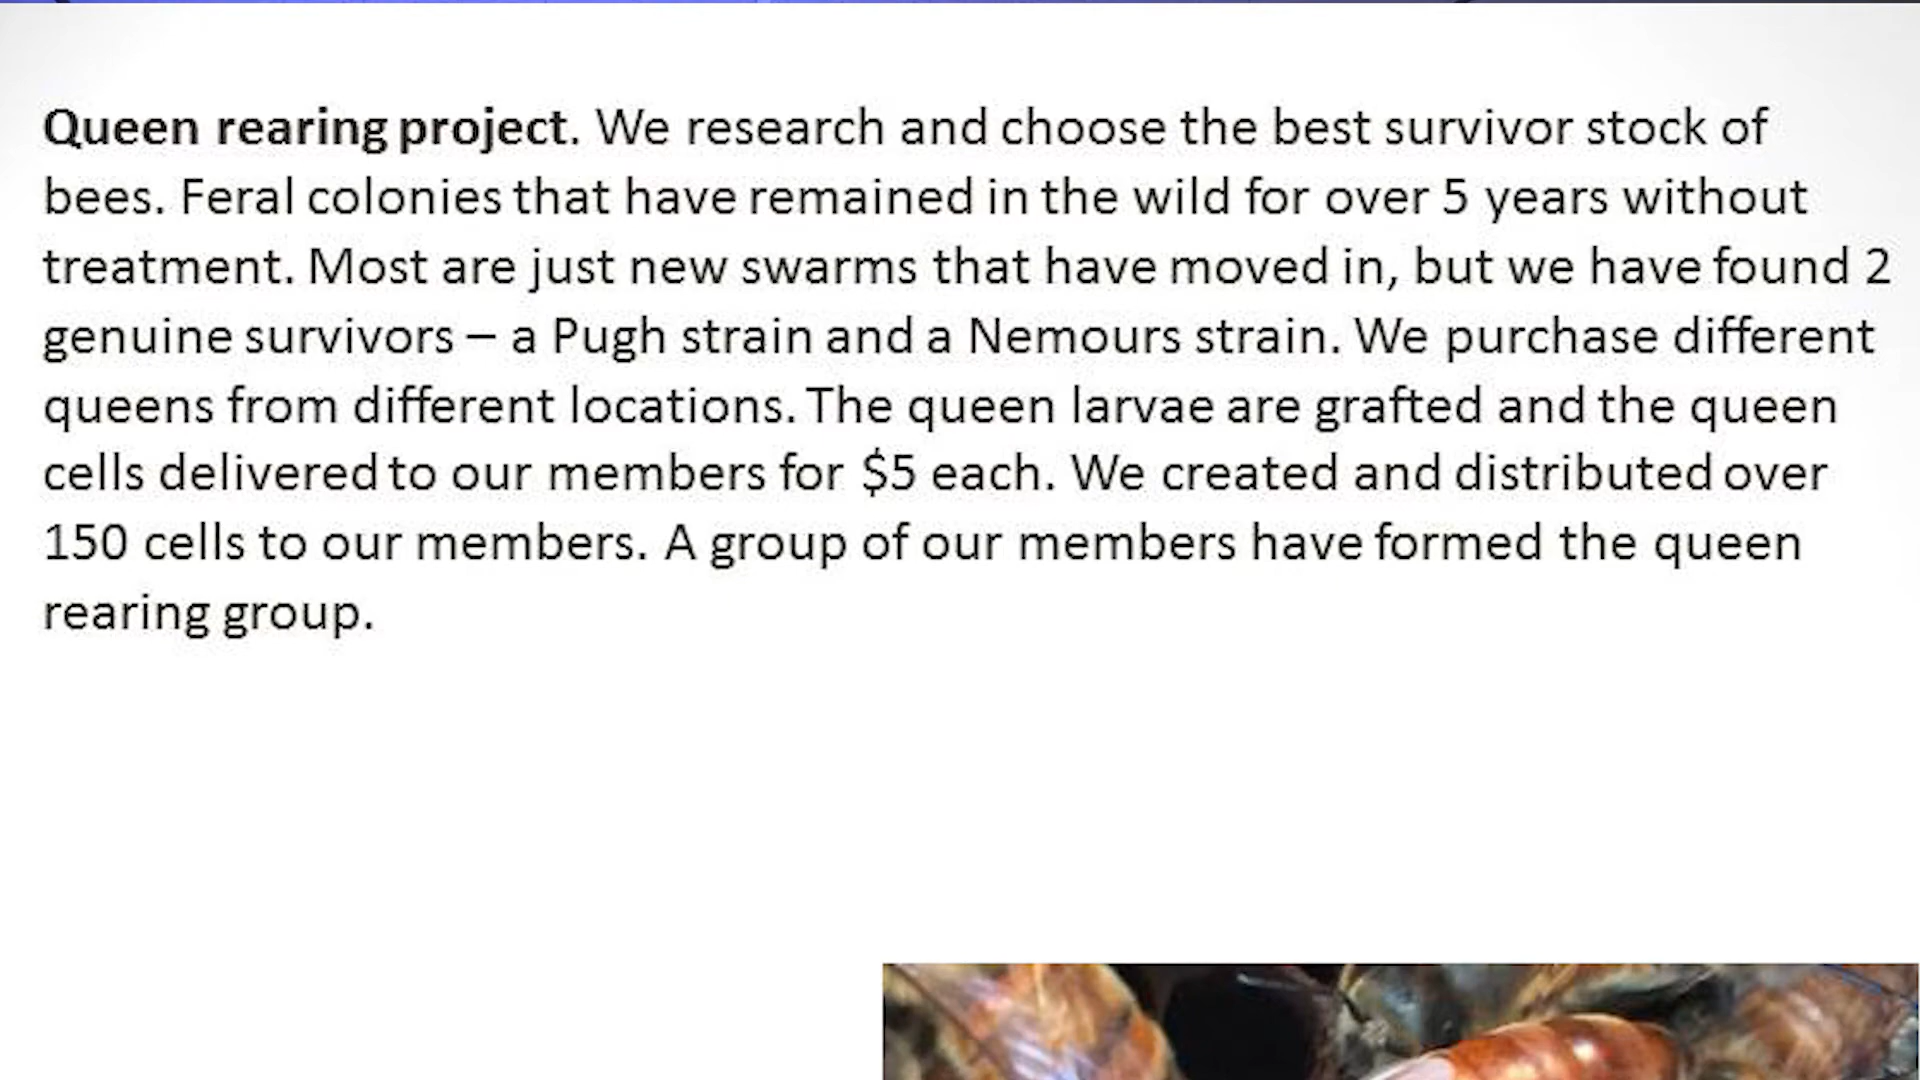 Queen rearing project. We research and choose the best survivor stock of
bees. Feral colonies that have remained in the wild for over 5 years without
treatment. Most are just new swarms that have moved in, but we have found 2
genuine survivors – a Pugh strain and a Nemours strain. We purchase different
queens from different locations. The queen larvae are grafted and the queen
cells delivered to our members for $5 each. We created and distributed over
150 cells to our members. A group of our members have formed the queen
rearing group.